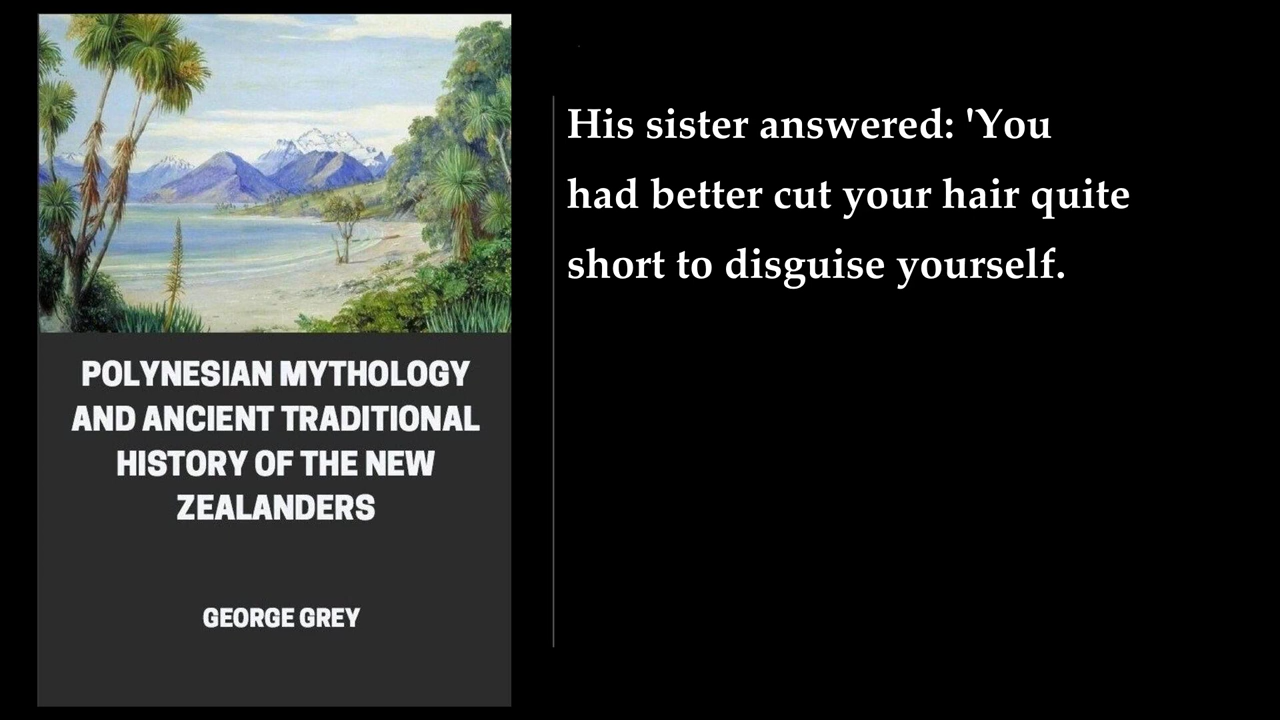 POLYNESIAN MYTHOLOGY
AND ANCIENT TRADITIONAL
HISTORY OF THE NEW
ZEALANDERS
GEORGE GREY
His sister answered: 'You
had better cut your hair quite
short to disguise yourself.